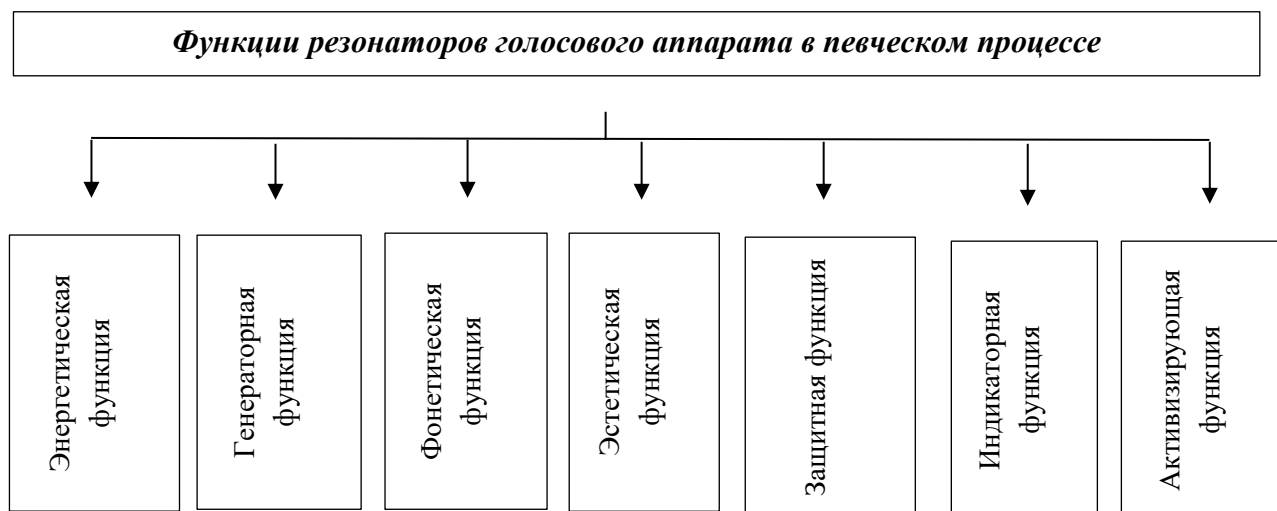 Функции резонаторов голосового аппарата в певческом процессе
Энергетическая
функция
Генераторная
функция
Фонетическая
функция
Эстетическая
функция
Защитная функция
Индикаторная
функция
Активизирующая
функция